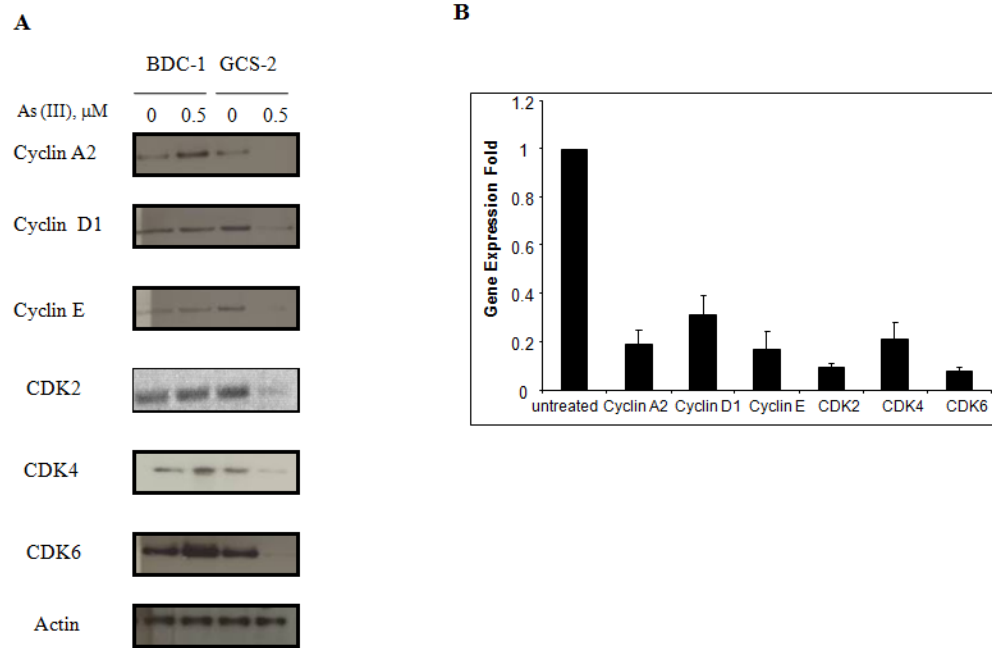 A
BDC-1 GCS-2
As (III), μM 0 0.5 0 0.5
Cyclin A2
Cyclin D1
Cyclin E
CDK2
CDK4
CDK6
Actin
B
Gene Expression Fold
1.2
1
0.8
0.6
0.4
0.2
0
untreated Cyclin A2 Cyclin D1 Cyclin E CDK2 CDK4 CDK6